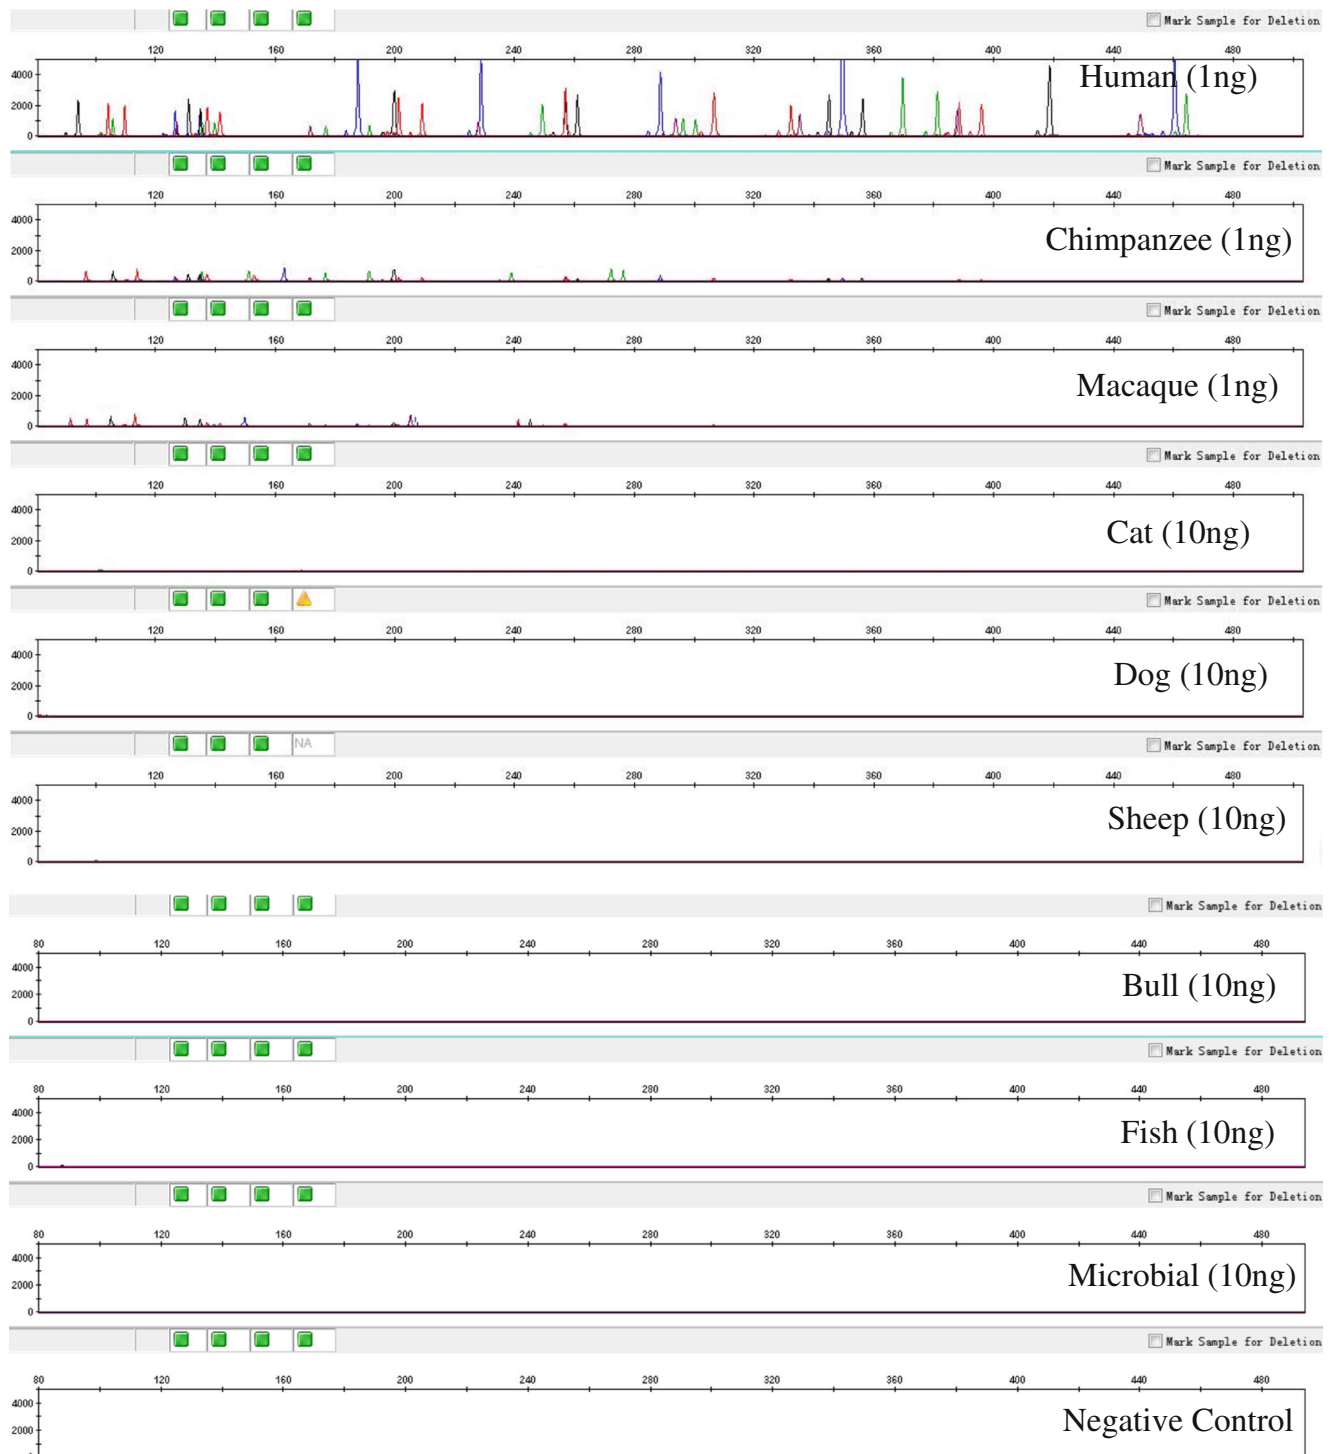 Mark Sample for Deletion
120 160 200 240 280 320 360 400 440 480
4000
Human (1ng)
2000
0
Mark Sample for Deletion
120 160 200 240 280 320 360 400 440 480
4000
Chimpanzee (1ng)
2000
0
Mark Sample for Deletion
120 160 200 240 280 320 360 400 440 480
4000
Macaque (1ng)
2000
0
Mark Sample for Deletion
120 160 200 240 280 320 360 400 440 480
4000
Cat (10ng)
2000
0
Mark Sample for Deletion
120 160 200 240 280 320 360 400 440 480
4000
Dog (10ng)
2000
0
NA Mark Sample for Deletion
120 160 200 240 280 320 360 400 440 480
4000
Sheep (10ng)
2000
0
Mark Sample for Deletion
80 120 160 200 240 280 320 360 400 440 480
4000
Bull (10ng)
2000
0
Mark Sample for Deletion
80 120 160 200 240 280 320 360 400 440 480
4000
Fish (10ng)
2000
0
Mark Sample for Deletion
80 120 160 200 240 280 320 360 400 440 480
4000
Microbial (10ng)
2000
0
Mark Sample for Deletion
80 120 160 200 240 280 320 360 400 440 480
4000
Negative Control
2000